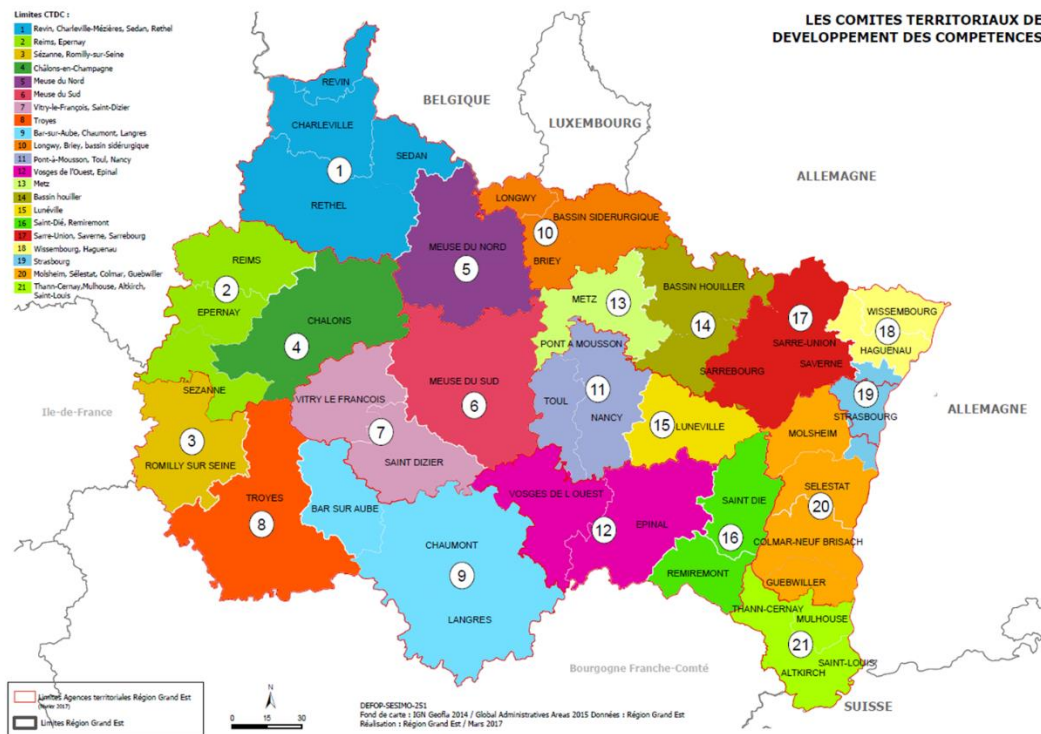 LES COMITES TERRITORIAUX DE
DEVELOPPEMENT DES COMPETENCES
Limites CTDC :
1 Revin, Charleville-Mézières, Sedan, Rethel
2 Reims, Epernay
3 Sézanne, Romilly-sur-Seine
4 Châlons-en-Champagne
5 Meuse du Nord
6 Meuse du Sud
7 Vitry-le-François, Saint-Dizier
8 Troyes
9 Bar-sur-Aube, Chaumont, Langres
10 Longwy, Briey, bassin sidérurgique
11 Pont-à-Mousson, Toul, Nancy
12 Vosges de l'Ouest, Epinal
13 Metz
14 Bassin houiller
15 Lunéville
16 Saint-Dié, Remiremont
17 Sarre-Union, Saverne, Sarrebourg
18 Wissembourg, Haguenau
19 Strasbourg
20 Molsheim, Sélestat, Colmar, Guebwiller
21 Thann-Cernay,Mulhouse, Altkirch,
Saint-Louis
BELGIQUE
LUXEMBOURG
ALLEMAGNE
REVIN
CHARLEVILLE
SEDAN
1
RETHEL
LONGWY
BASSIN SIDERURGIQUE
10
BRIEY
MEUSE DU NORD
5
REIMS
2
EPERNAY
CHALONS
4
METZ
13
BASSIN HOUILLER
14
17
SARRE-UNION
SAVERNE
SARREBOURG
WISSEMBOURG
18
HAGUENAU
PONT A MOUSSON
11
TOUL
NANCY
MEUSE DU SUD
6
SEZANNE
VITRY LE FRANCOIS
7
SAINT DIZIER
Ile-de-France
3
ROMILLY SUR SEINE
15
LUNEVILLE
19
STRASBOURG
ALLEMAGNE
MOLSHEIM
TROYES
8
BAR SUR AUBE
CHAUMONT
9
LANGRES
VOSGES DE L OUEST
12
EPINAL
SAINT DIE
16
REMIREMONT
SELESTAT
20
COLMAR-NEUF BRISACH
GUEBWILLER
THANN-CERNAY
MULHOUSE
21
SAINT-LOUIS
ALTKIRCH
Bourgogne Franche-Comté
SUISSE
Limites Agences territoriales Région Grand Est
(février 2017)
Limites Région Grand Est
N
0 15 30
DEFOP-SESIMO-251
Fond de carte : IGN Geofla 2014 / Global Administratives Areas 2015 Données : Région Grand Est
Réalisation : Région Grand Est / Mars 2017